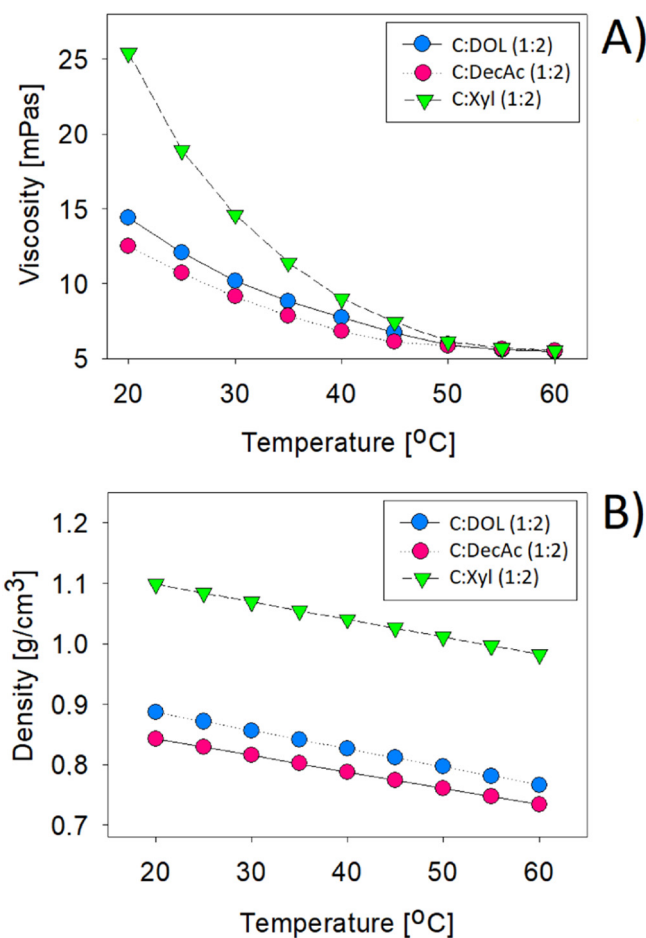 A)
C:DOL (1:2)
C:DecAc (1:2)
C:Xyl (1:2)
Viscosity [mPas]
25
20
15
10
5
20 30 40 50 60
Temperature [ºC]
B)
C:DOL (1:2)
C:DecAc (1:2)
C:Xyl (1:2)
Density [g/cm³]
1.2
1.1
1.0
0.9
0.8
0.7
20 30 40 50 60
Temperature [ºC]